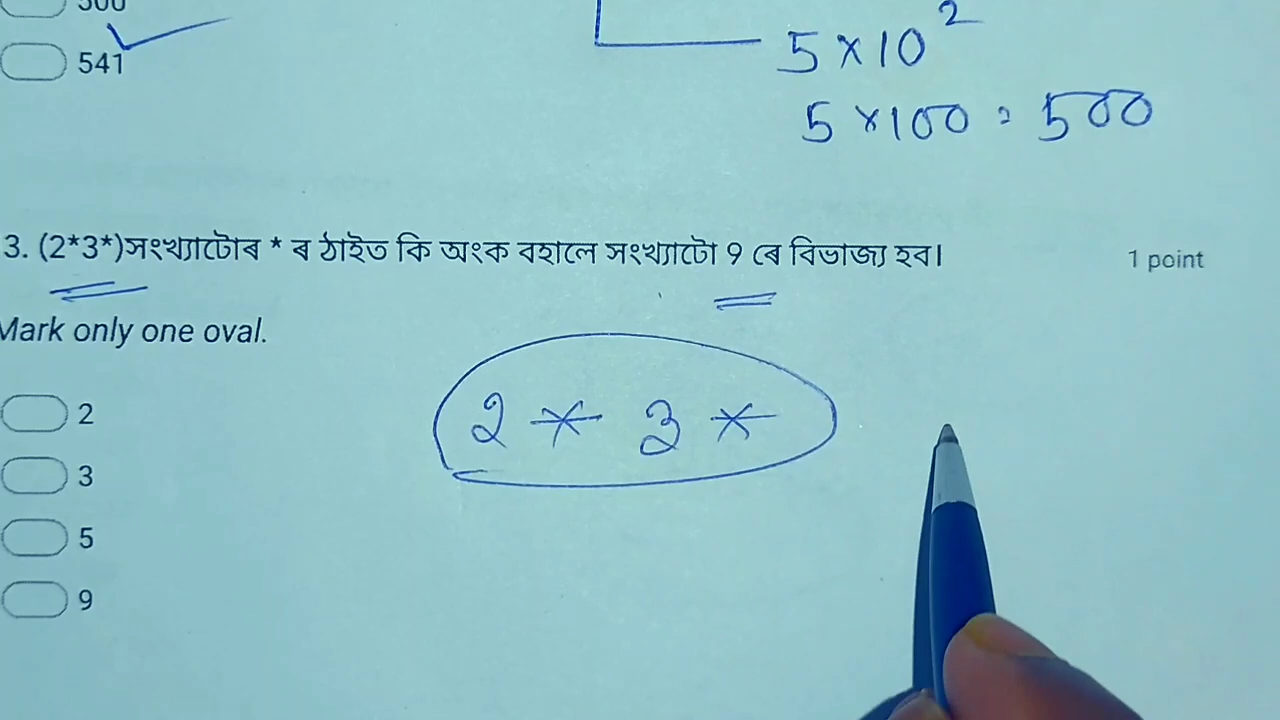 500
541
5 × 10²
5 × 100 = 500
3. (2*3*)সংখ্যাটোৰ * ৰ ঠাইত কি অংক বহালে সংখ্যাটো 9 ৰে বিভাজ্য হব।
1 point
Mark only one oval.
2 * 3 *
2
3
5
9